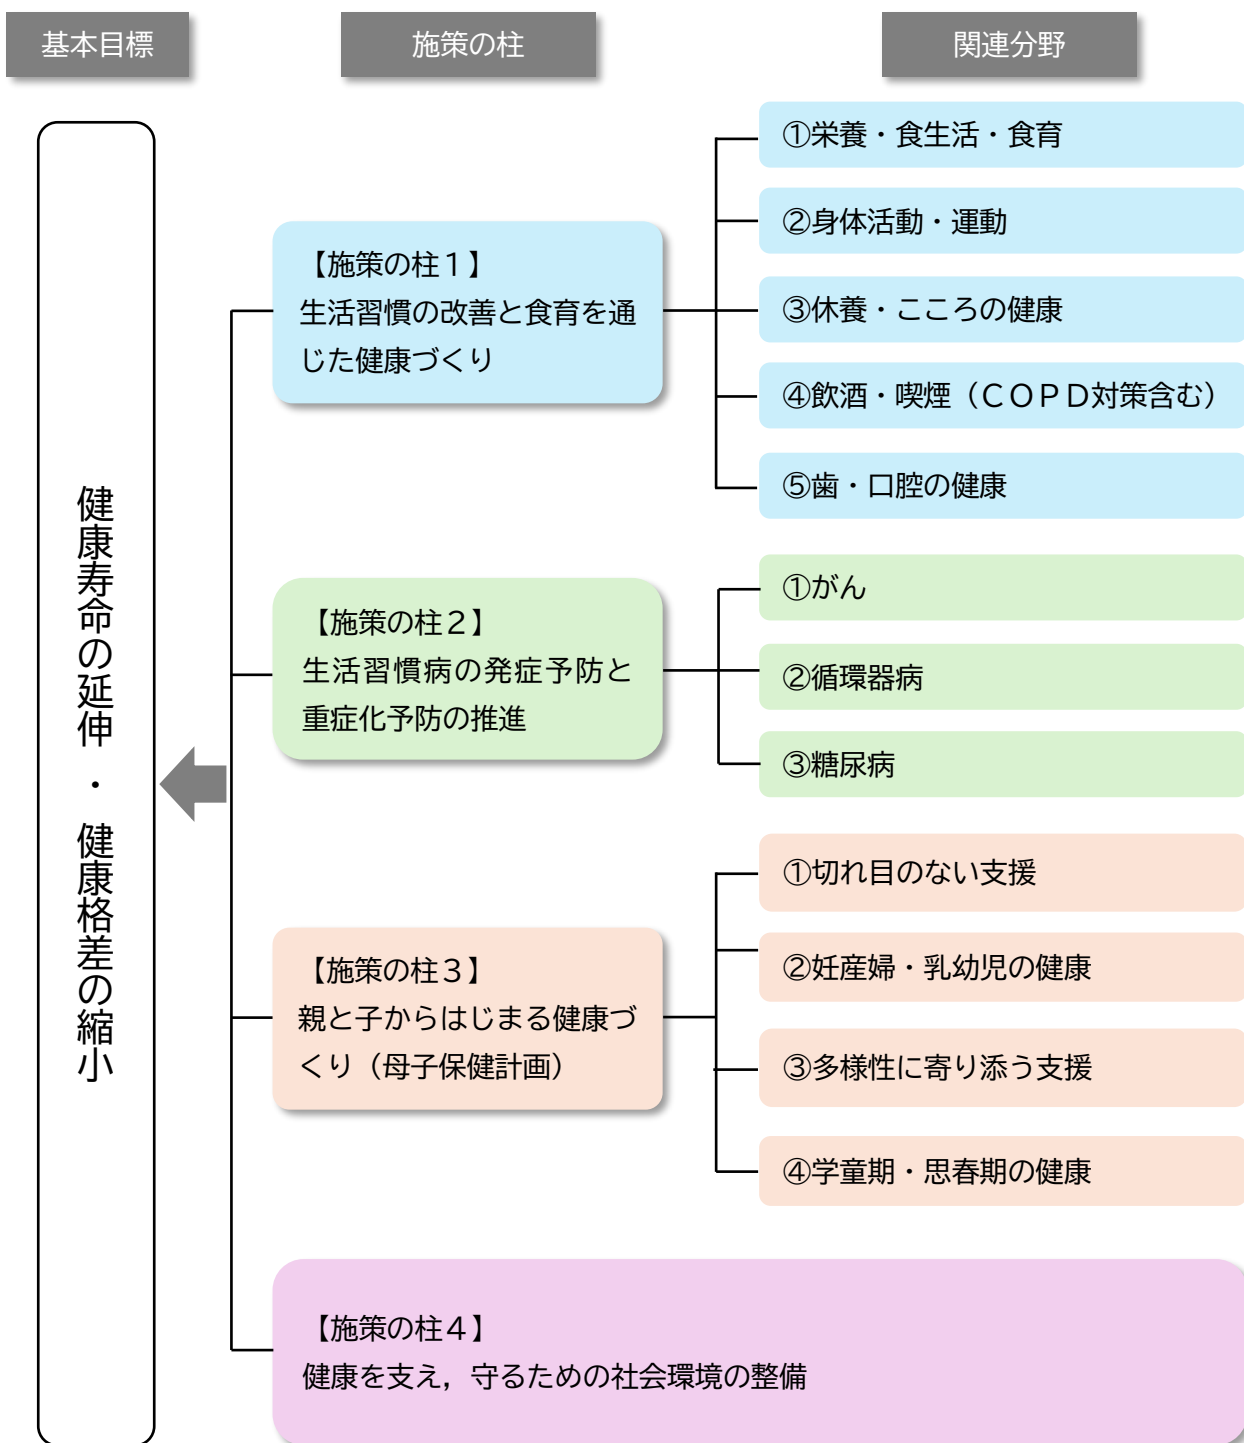 基本目標
施策の柱
関連分野
健康寿命の延伸・健康格差の縮小
【施策の柱１】
生活習慣の改善と食育を通
じた健康づくり
①栄養・食生活・食育
②身体活動・運動
③休養・こころの健康
④飲酒・喫煙（ＣＯＰＤ対策含む）
⑤歯・口腔の健康
【施策の柱２】
生活習慣病の発症予防と
重症化予防の推進
①がん
②循環器病
③糖尿病
【施策の柱３】
親と子からはじまる健康づ
くり（母子保健計画）
①切れ目のない支援
②妊産婦・乳幼児の健康
③多様性に寄り添う支援
④学童期・思春期の健康
【施策の柱４】
健康を支え，守るための社会環境の整備